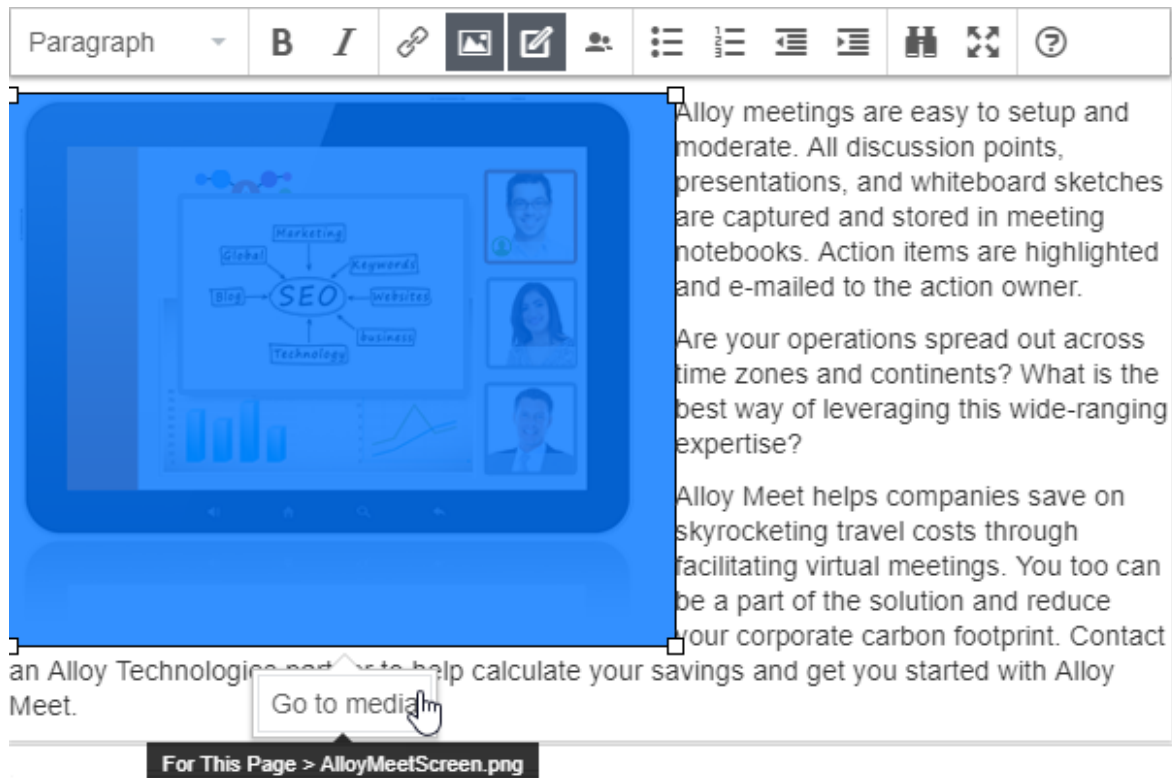 Paragraph
B I
Marketing
Global
Keywords
Blog
SEO
Websites
business
Technology
Alloy meetings are easy to setup and
moderate. All discussion points,
presentations, and whiteboard sketches
are captured and stored in meeting
notebooks. Action items are highlighted
and e-mailed to the action owner.
Are your operations spread out across
time zones and continents? What is the
best way of leveraging this wide-ranging
expertise?
Alloy Meet helps companies save on
skyrocketing travel costs through
facilitating virtual meetings. You too can
be a part of the solution and reduce
your corporate carbon footprint. Contact
an Alloy Technologies partner to help calculate your savings and get you started with Alloy
Meet.
Go to media
For This Page > AlloyMeetScreen.png